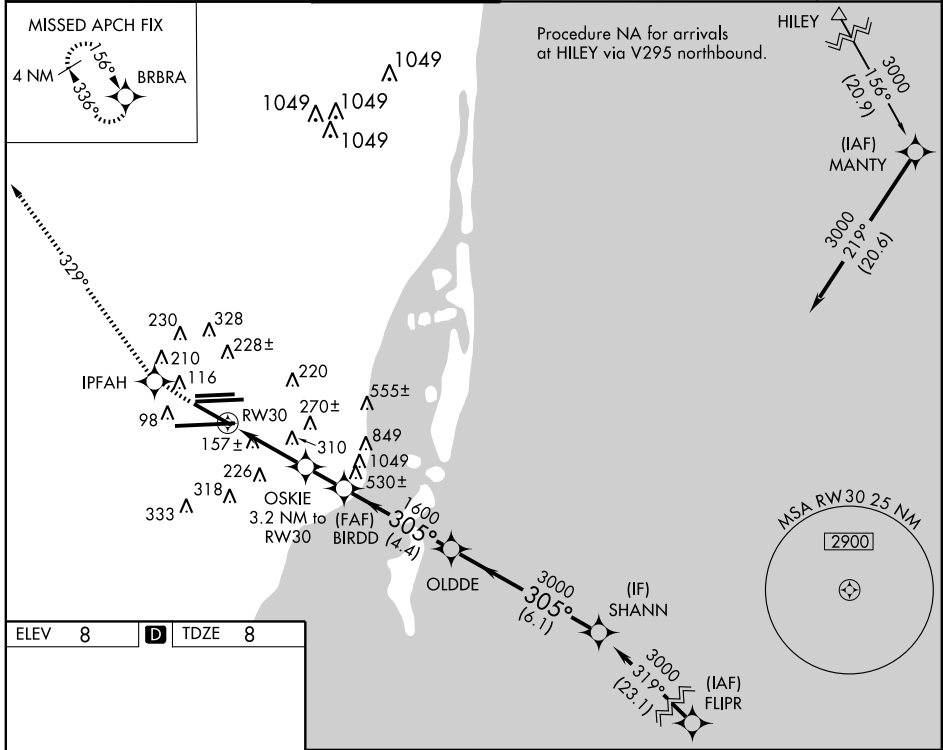 MISSED APCH FIX
4 NM
156°
336°
BRBRA
1049
1049
1049
1049
Procedure NA for arrivals
at HILEY via V295 northbound.
HILEY
3000
156°
(20.9)
(IAF)
MANTY
3000
219°
(20.6)
329°
230
328
228±
210
IPFAH
116
220
98
RW30
270±
555±
157±
310
849
1049
226
530±
318
333
OSKIE
3.2 NM to
RW30
(FAF)
BIRDD
1600
305°
(4.4)
OLDDE
3000
305°
(6.1)
(IF)
SHANN
3000
319°
(23.1)
(IAF)
FLIPR
MSA RW30 25 NM
2900
ELEV 8 D TDZE 8